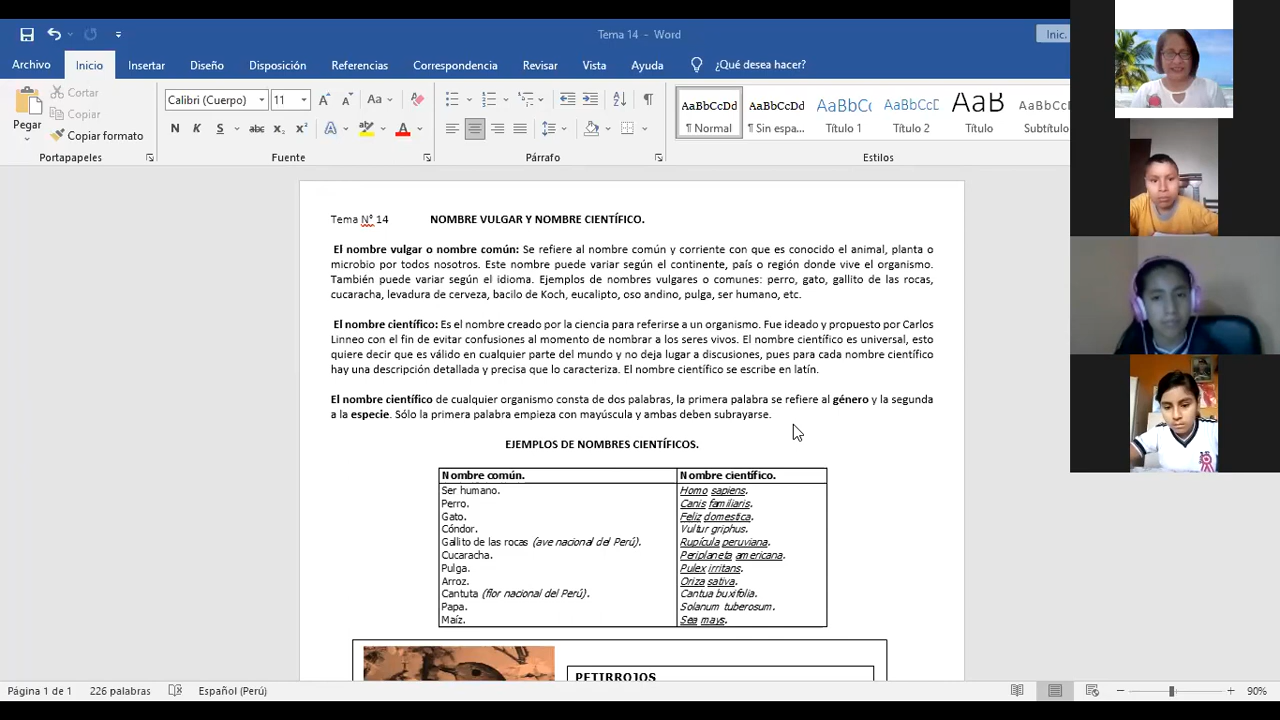 Tema 14 - Word
Inic.
Archivo Inicio Insertar Diseño Disposición Referencias Correspondencia Revisar Vista Ayuda ¿Qué desea hacer?
Cortar
Copiar
Copiar formato
Pegar
Calibri (Cuerpo) 11
Aa
N K S abc x₂ x²
AaBbCcDd AaBbCcDd AaBbC AaBbCcD AaB AaBbCcD
¶ Normal ¶ Sin espa... Título 1 Título 2 Título Subtítulo
Portapapeles Fuente Párrafo Estilos
Tema N° 14 NOMBRE VULGAR Y NOMBRE CIENTÍFICO.
El nombre vulgar o nombre común: Se refiere al nombre común y corriente con que es conocido el animal, planta o
microbio por todos nosotros. Este nombre puede variar según el continente, país o región donde vive el organismo.
También puede variar según el idioma. Ejemplos de nombres vulgares o comunes: perro, gato, gallito de las rocas,
cucaracha, levadura de cerveza, bacilo de Koch, eucalipto, oso andino, pulga, ser humano, etc.
El nombre científico: Es el nombre creado por la ciencia para referirse a un organismo. Fue ideado y propuesto por Carlos
Linneo con el fin de evitar confusiones al momento de nombrar a los seres vivos. El nombre científico es universal, esto
quiere decir que es válido en cualquier parte del mundo y no deja lugar a discusiones, pues para cada nombre científico
hay una descripción detallada y precisa que lo caracteriza. El nombre científico se escribe en latín.
El nombre científico de cualquier organismo consta de dos palabras, la primera palabra se refiere al género y la segunda
a la especie. Sólo la primera palabra empieza con mayúscula y ambas deben subrayarse.
EJEMPLOS DE NOMBRES CIENTÍFICOS.
Nombre común. Nombre científico.
Ser humano. Homo sapiens.
Perro. Canis familiaris.
Gato. Feliz domestica.
Cóndor. Vultur griphus.
Gallito de las rocas (ave nacional del Perú). Rupícula peruviana.
Cucaracha. Periplaneta americana.
Pulga. Pulex irritans.
Arroz. Oriza sativa.
Cantuta (flor nacional del Perú). Cantua buxifolia.
Papa. Solanum tuberosum.
Maíz. Sea mays.
PETIRROJOS
Página 1 de 1 226 palabras Español (Perú) 90%